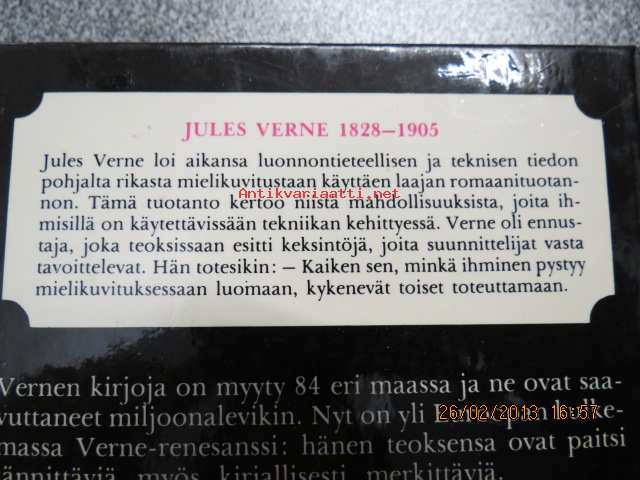 JULES VERNE 1828—1905
Jules Verne loi aikansa luonnontieteellisen ja teknisen tiedon
pohjalta rikasta mielikuvitustaan käyttäen laajan romaanituotan-
non. Tämä tuotanto kertoo niistä mahdollisuuksista, joita ih-
Antikvariaatti.net
misillä on käytettävissään tekniikan kehittyessä. Verne oli ennus-
taja, joka teoksissaan esitti keksintöjä, joita suunnittelijat vasta
tavoittelevat. Hän totesikin: — Kaiken sen, minkä ihminen pystyy
mielikuvituksessaan luomaan, kykenevät toiset toteuttamaan.
Vernen kirjoja on myyty 84 eri maassa ja ne ovat saa-
vuttaneet miljoonalevikin. Nyt on yli
26/02/2013 16:57
massa Verne-renesanssi: hänen teoksensa ovat paitsi
jännittäviä myös kirjallisesti merkittäviä.